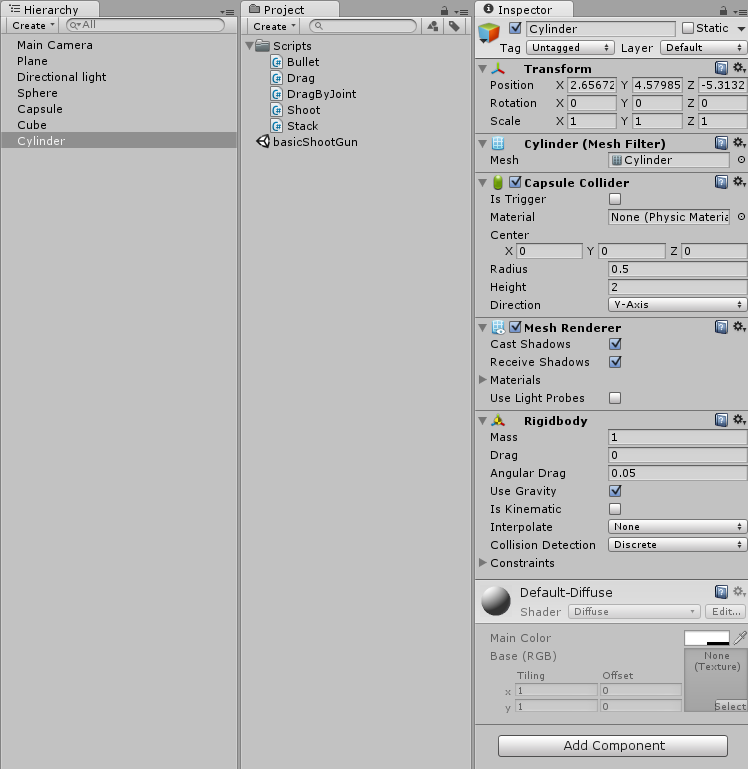 Hierarchy
Create
All
Main Camera
Plane
Directional light
Sphere
Capsule
Cube
Cylinder
Project
Create
Scripts
Bullet
Drag
DragByJoint
Shoot
Stack
basicShootGun
Inspector
Cylinder Static
Tag Untagged Layer Default
Transform
Position X 2.65672 Y 4.57985 Z -5.3132
Rotation X 0 Y 0 Z 0
Scale X 1 Y 1 Z 1
Cylinder (Mesh Filter)
Mesh Cylinder
Capsule Collider
Is Trigger
Material None (Physic Materia
Center
X 0 Y 0 Z 0
Radius 0.5
Height 2
Direction Y-Axis
Mesh Renderer
Cast Shadows
Receive Shadows
Materials
Use Light Probes
Rigidbody
Mass 1
Drag 0
Angular Drag 0.05
Use Gravity
Is Kinematic
Interpolate None
Collision Detection Discrete
Constraints
Default-Diffuse
Shader Diffuse Edit...
Main Color
Base (RGB) None
(Texture)
Tiling Offset
x 1 0
y 1 0 Select
Add Component